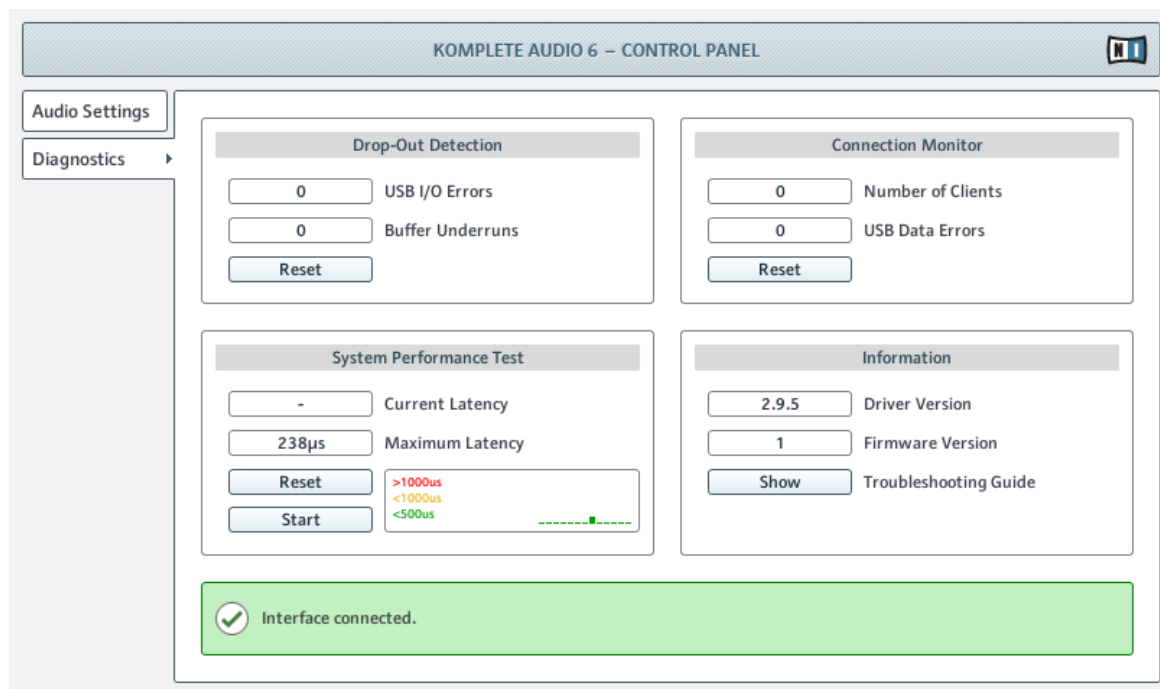 KOMPLETE AUDIO 6 – CONTROL PANEL
NI
Audio Settings
Diagnostics
Drop-Out Detection
0 USB I/O Errors
0 Buffer Underruns
Reset
Connection Monitor
0 Number of Clients
0 USB Data Errors
Reset
System Performance Test
- Current Latency
238µs Maximum Latency
Reset
Start
>1000us
<1000us
<500us
Information
2.9.5 Driver Version
1 Firmware Version
Show Troubleshooting Guide
Interface connected.